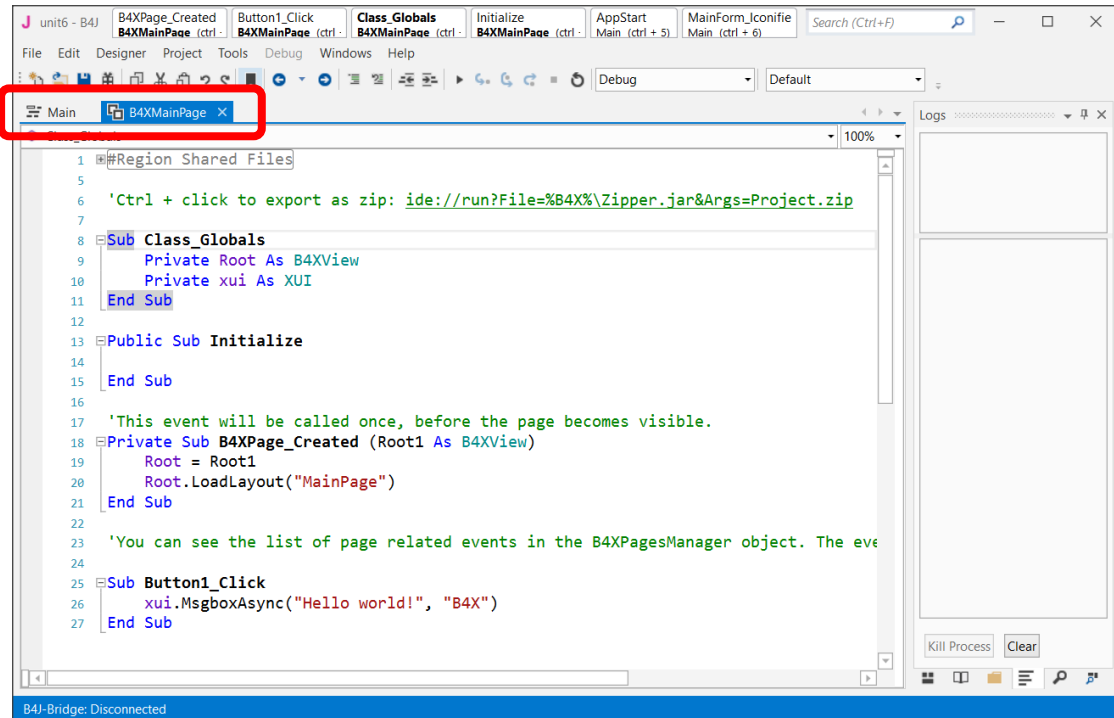 unit6 - B4J
B4XPage_Created
B4XMainPage (ctrl ·
Button1_Click
B4XMainPage (ctrl ·
Class_Globals
B4XMainPage (ctrl ·
Initialize
B4XMainPage (ctrl ·
AppStart
Main (ctrl + 5)
MainForm_Iconifie
Main (ctrl + 6)
Search (Ctrl+F)
File Edit Designer Project Tools Debug Windows Help
Debug
Default
Main
B4XMainPage
Logs
100%
1 #Region Shared Files
5
6 'Ctrl + click to export as zip: ide://run?File=%B4X%\Zipper.jar&Args=Project.zip
7
8 Sub Class_Globals
9 Private Root As B4XView
10 Private xui As XUI
11 End Sub
12
13 Public Sub Initialize
14
15 End Sub
16
17 'This event will be called once, before the page becomes visible.
18 Private Sub B4XPage_Created (Root1 As B4XView)
19 Root = Root1
20 Root.LoadLayout("MainPage")
21 End Sub
22
23 'You can see the list of page related events in the B4XPagesManager object. The eve
24
25 Sub Button1_Click
26 xui.MsgboxAsync("Hello world!", "B4X")
27 End Sub
Kill Process Clear
B4J-Bridge: Disconnected